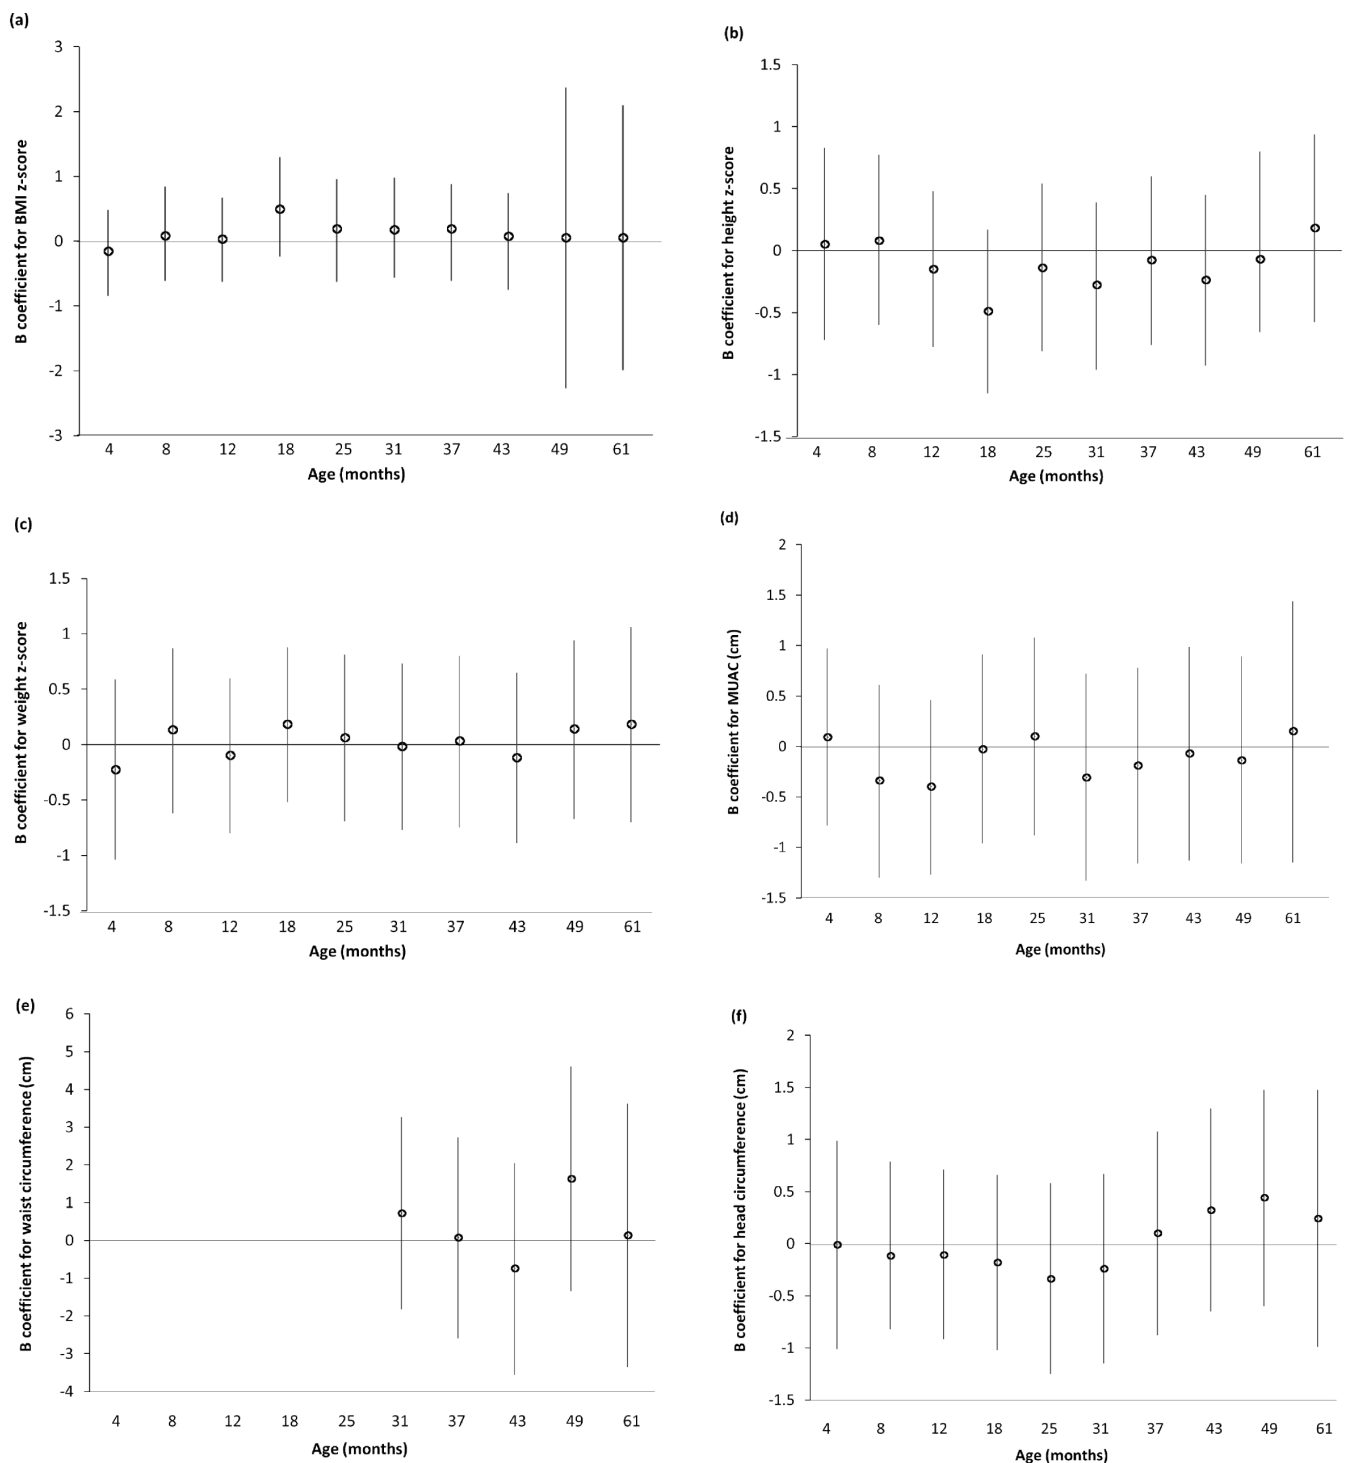 (a)
3
2
1
0
-1
-2
-3
B coefficient for BMI z-score
4 8 12 18 25 31 37 43 49 61
Age (months)
(b)
1.5
1
0.5
0
-0.5
-1
-1.5
B coefficient for height z-score
4 8 12 18 25 31 37 43 49 61
Age (months)
(c)
1.5
1
0.5
0
-0.5
-1
-1.5
B coefficient for weight z-score
4 8 12 18 25 31 37 43 49 61
Age (months)
(d)
2
1.5
1
0.5
0
-0.5
-1
-1.5
B coefficient for MUAC (cm)
4 8 12 18 25 31 37 43 49 61
Age (months)
(e)
6
5
4
3
2
1
0
-1
-2
-3
-4
B coefficient for waist circumference (cm)
4 8 12 18 25 31 37 43 49 61
Age (months)
(f)
2
1.5
1
0.5
0
-0.5
-1
-1.5
B coefficient for head circumference (cm)
4 8 12 18 25 31 37 43 49 61
Age (months)